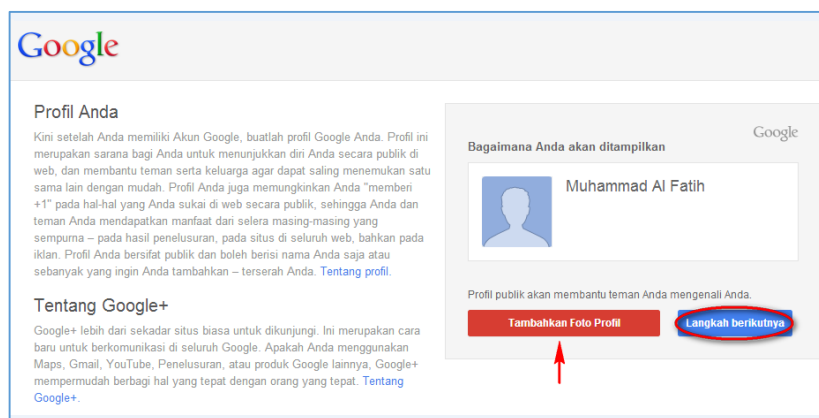 Google
Profil Anda
Kini setelah Anda memiliki Akun Google, buatlah profil Google Anda. Profil ini
merupakan sarana bagi Anda untuk menunjukkan diri Anda secara publik di
web, dan membantu teman serta keluarga agar dapat saling menemukan satu
sama lain dengan mudah. Profil Anda juga memungkinkan Anda "memberi
+1" pada hal-hal yang Anda sukai di web secara publik, sehingga Anda dan
teman Anda mendapatkan manfaat dari selera masing-masing yang
sempurna – pada hasil penelusuran, pada situs di seluruh web, bahkan pada
iklan. Profil Anda bersifat publik dan boleh berisi nama Anda saja atau
sebanyak yang ingin Anda tambahkan – terserah Anda. Tentang profil.
Tentang Google+
Google+ lebih dari sekadar situs biasa untuk dikunjungi. Ini merupakan cara
baru untuk berkomunikasi di seluruh Google. Apakah Anda menggunakan
Maps, Gmail, YouTube, Penelusuran, atau produk Google lainnya, Google+
mempermudah berbagi hal yang tepat dengan orang yang tepat. Tentang
Google+.
Google
Bagaimana Anda akan ditampilkan
Muhammad Al Fatih
Profil publik akan membantu teman Anda mengenali Anda.
Tambahkan Foto Profil
Langkah berikutnya